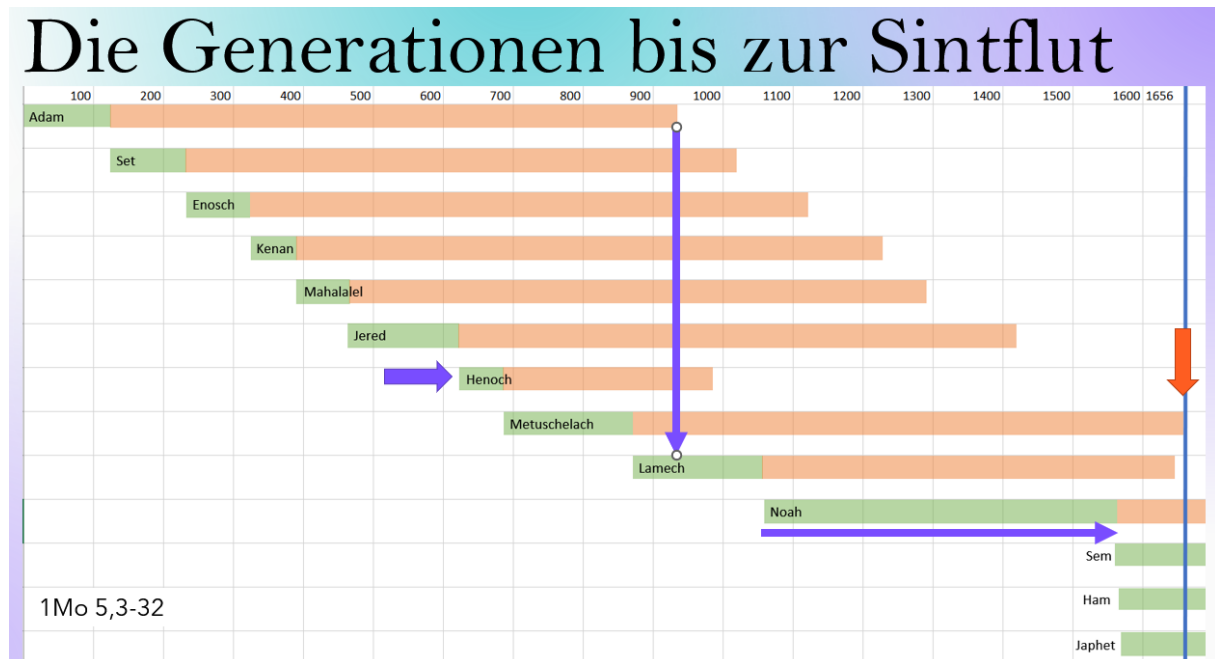 Die Generationen bis zur Sintflut
100 200 300 400 500 600 700 800 900 1000 1100 1200 1300 1400 1500 1600 1656
Adam
Set
Enosch
Kenan
Mahalalel
Jered
Henoch
Metuschelach
Lamech
Noah
Sem
Ham
1Mo 5,3-32
Japhet